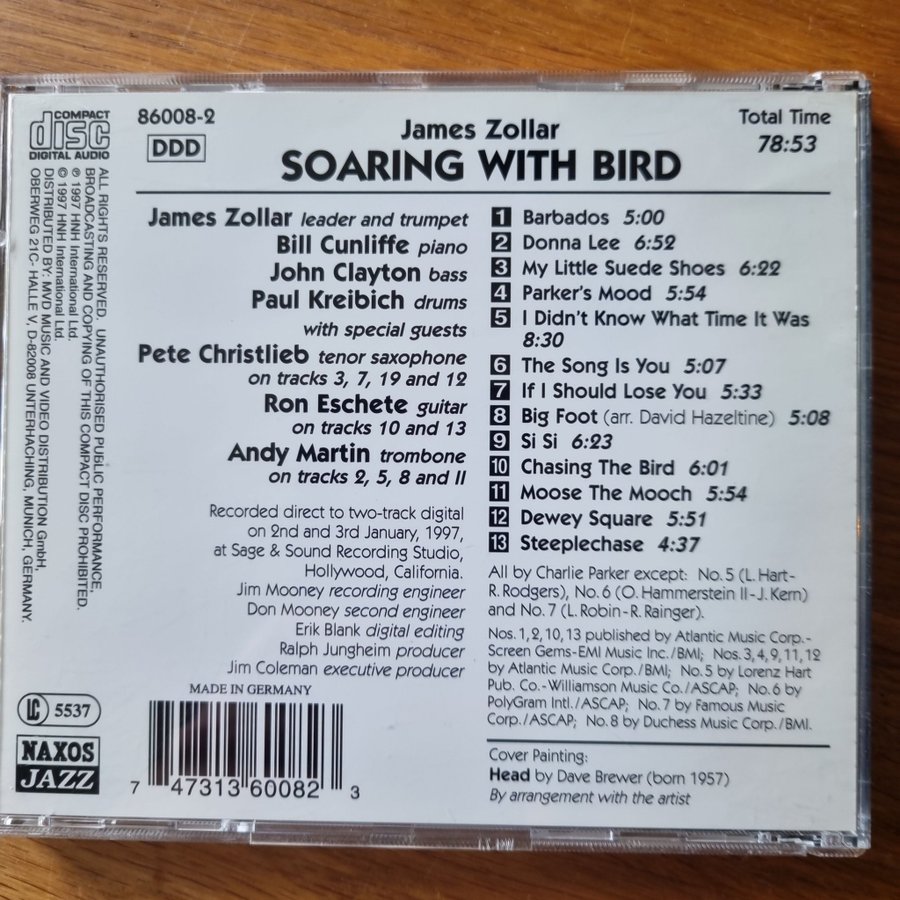 COMPACT
disc
DIGITAL AUDIO
86008-2
DDD
James Zollar
SOARING WITH BIRD
Total Time
78:53
ALL RIGHTS RESERVED. UNAUTHORISED PUBLIC PERFORMANCE,
BROADCASTING AND COPYING OF THIS COMPACT DISC PROHIBITED.
℗ 1997 HNH International Ltd.
© 1997 HNH International Ltd.
DISTRIBUTED BY: MVD MUSIC AND VIDEO DISTRIBUTION GmbH,
OBERWEG 21C- HALLE V, D-82008 UNTERHACHING, MUNICH, GERMANY.
James Zollar leader and trumpet
Bill Cunliffe piano
John Clayton bass
Paul Kreibich drums
with special guests
Pete Christlieb tenor saxophone
on tracks 3, 7, 19 and 12
Ron Eschete guitar
on tracks 10 and 13
Andy Martin trombone
on tracks 2, 5, 8 and II
Recorded direct to two-track digital
on 2nd and 3rd January, 1997,
at Sage & Sound Recording Studio,
Hollywood, California.
Jim Mooney recording engineer
Don Mooney second engineer
Erik Blank digital editing
Ralph Jungheim producer
Jim Coleman executive producer
MADE IN GERMANY
LC 5537
NAXOS
JAZZ
7 47313 60082 3
1 Barbados 5:00
2 Donna Lee 6:52
3 My Little Suede Shoes 6:22
4 Parker's Mood 5:54
5 I Didn't Know What Time It Was
8:30
6 The Song Is You 5:07
7 If I Should Lose You 5:33
8 Big Foot (arr. David Hazeltine) 5:08
9 Si Si 6:23
10 Chasing The Bird 6:01
11 Moose The Mooch 5:54
12 Dewey Square 5:51
13 Steeplechase 4:37
All by Charlie Parker except: No.5 (L.Hart-
R.Rodgers), No.6 (O.Hammerstein II-J.Kern)
and No.7 (L.Robin-R.Rainger).
Nos.1,2,10,13 published by Atlantic Music Corp.-
Screen Gems-EMI Music Inc./BMI; Nos.3,4,9,11,12
by Atlantic Music Corp./BMI; No.5 by Lorenz Hart
Pub. Co.-Williamson Music Co./ASCAP; No.6 by
PolyGram Intl./ASCAP; No.7 by Famous Music
Corp./ASCAP; No.8 by Duchess Music Corp./BMI.
Cover Painting:
Head by Dave Brewer (born 1957)
By arrangement with the artist